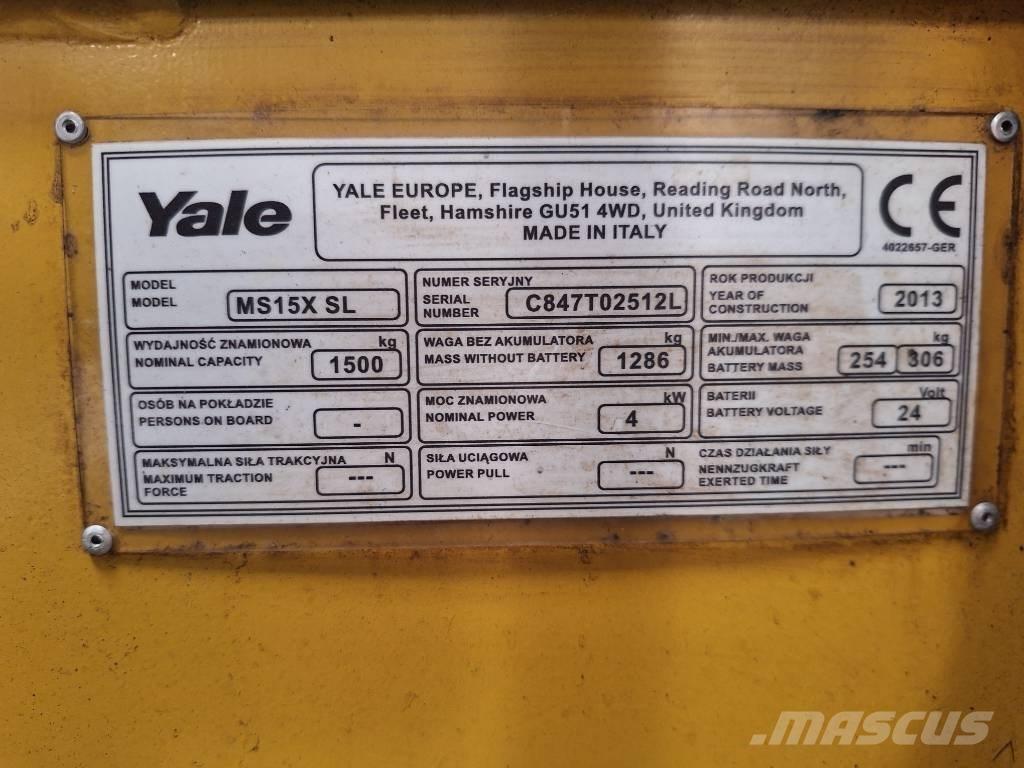 Yale
YALE EUROPE, Flagship House, Reading Road North,
Fleet, Hamshire GU51 4WD, United Kingdom
MADE IN ITALY
CE
4022657-GER
MODEL
MODEL
MS15X SL
NUMER SERYJNY
SERIAL
NUMBER
C847T02512L
ROK PRODUKCJI
YEAR OF
CONSTRUCTION
2013
WYDAJNOŚĆ ZNAMIONOWA kg
NOMINAL CAPACITY
1500
WAGA BEZ AKUMULATORA kg
MASS WITHOUT BATTERY
1286
MIN./MAX. WAGA kg
AKUMULATORA
BATTERY MASS
254 306
OSÓB NA POKŁADZIE
PERSONS ON BOARD
-
MOC ZNAMIONOWA kW
NOMINAL POWER
4
BATERII Volt
BATTERY VOLTAGE
24
MAKSYMALNA SIŁA TRAKCYJNA N
MAXIMUM TRACTION
FORCE
---
SIŁA UCIĄGOWA N
POWER PULL
---
CZAS DZIAŁANIA SIŁY min
NENNZUGKRAFT
EXERTED TIME
---
MASCUS